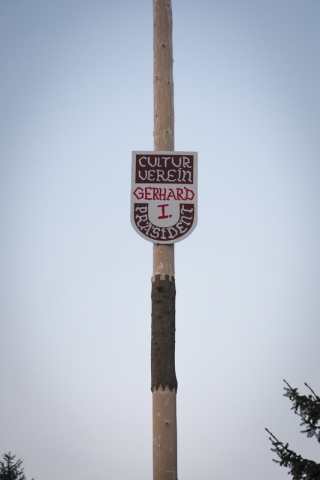 CULTUR
VEREIN
GERHARD
I.
PRÄSIDENT